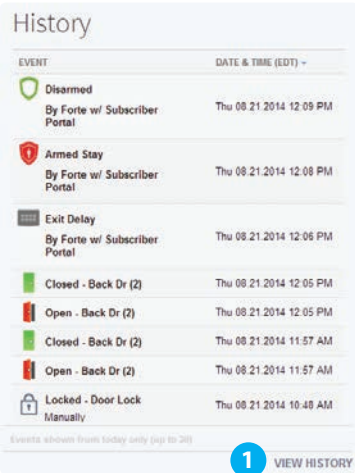 History
EVENT DATE & TIME (EDT)
Disarmed
By Forte w/ Subscriber
Portal
Thu 08.21.2014 12:09 PM
Armed Stay
By Forte w/ Subscriber
Portal
Thu 08.21.2014 12:08 PM
Exit Delay
By Forte w/ Subscriber
Portal
Thu 08.21.2014 12:06 PM
Closed - Back Dr (2) Thu 08.21.2014 12:05 PM
Open - Back Dr (2) Thu 08.21.2014 12:05 PM
Closed - Back Dr (2) Thu 08.21.2014 11:57 AM
Open - Back Dr (2) Thu 08.21.2014 11:57 AM
Locked - Door Lock
Manually
Thu 08.21.2014 10:48 AM
Events shown from today only (up to 30)
1 VIEW HISTORY